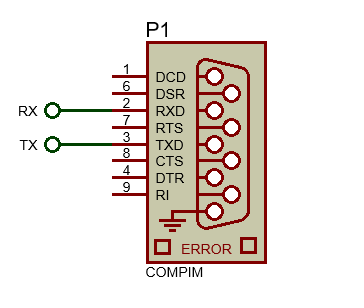 P1
1 DCD
6 DSR
RX 2 RXD
7 RTS
TX 3 TXD
8 CTS
4 DTR
9 RI
ERROR
COMPIM